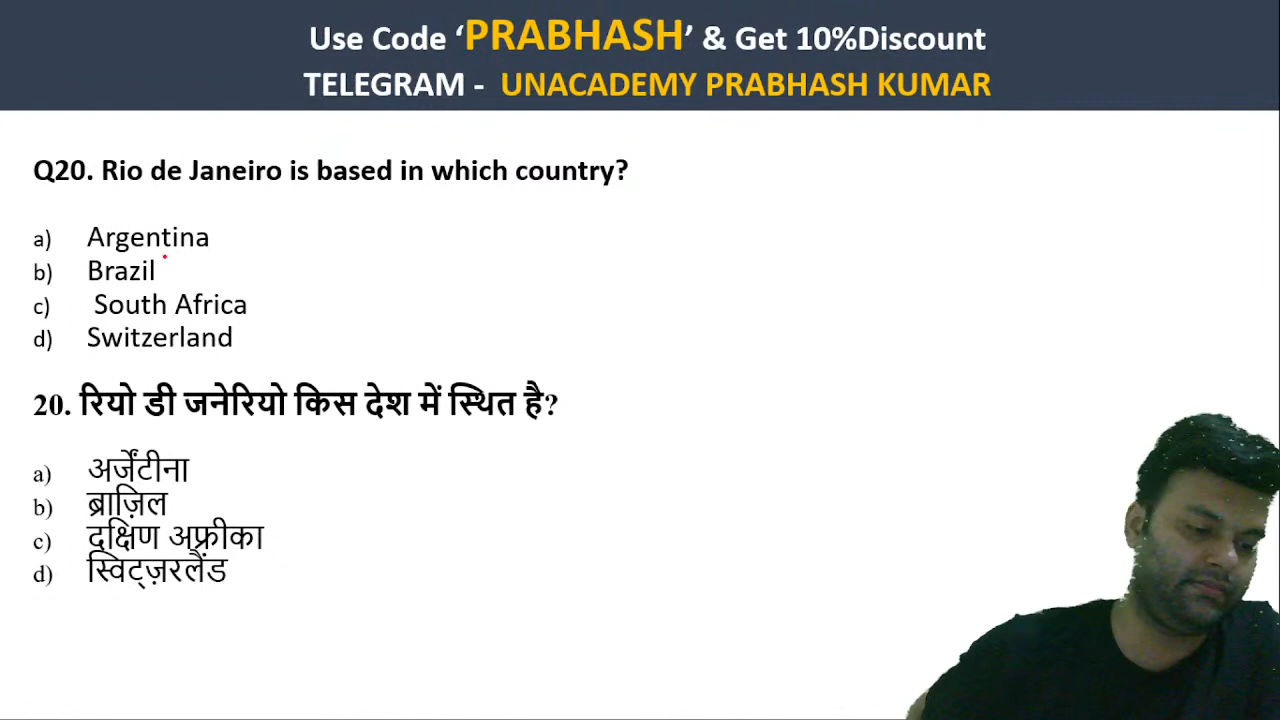 Use Code ‘PRABHASH’ & Get 10%Discount
TELEGRAM - UNACADEMY PRABHASH KUMAR
Q20. Rio de Janeiro is based in which country?
a) Argentina
b) Brazil
c) South Africa
d) Switzerland
20. रियो डी जनेरियो किस देश में स्थित है?
a) अर्जेंटीना
b) ब्राज़िल
c) दक्षिण अफ्रीका
d) स्विट्ज़रलैंड